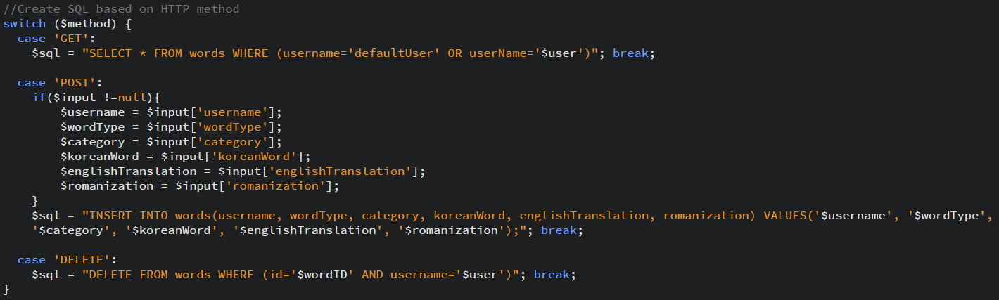 //Create SQL based on HTTP method
switch ($method) {
  case 'GET':
    $sql = "SELECT * FROM words WHERE (username='defaultUser' OR userName='$user')"; break;

  case 'POST':
    if($input !=null){
        $username = $input['username'];
        $wordType = $input['wordType'];
        $category = $input['category'];
        $koreanWord = $input['koreanWord'];
        $englishTranslation = $input['englishTranslation'];
        $romanization = $input['romanization'];
    }
    $sql = "INSERT INTO words(username, wordType, category, koreanWord, englishTranslation, romanization) VALUES('$username', '$wordType',
    '$category', '$koreanWord', '$englishTranslation', '$romanization');"; break;

  case 'DELETE':
    $sql = "DELETE FROM words WHERE (id='$wordID' AND username='$user')"; break;
}